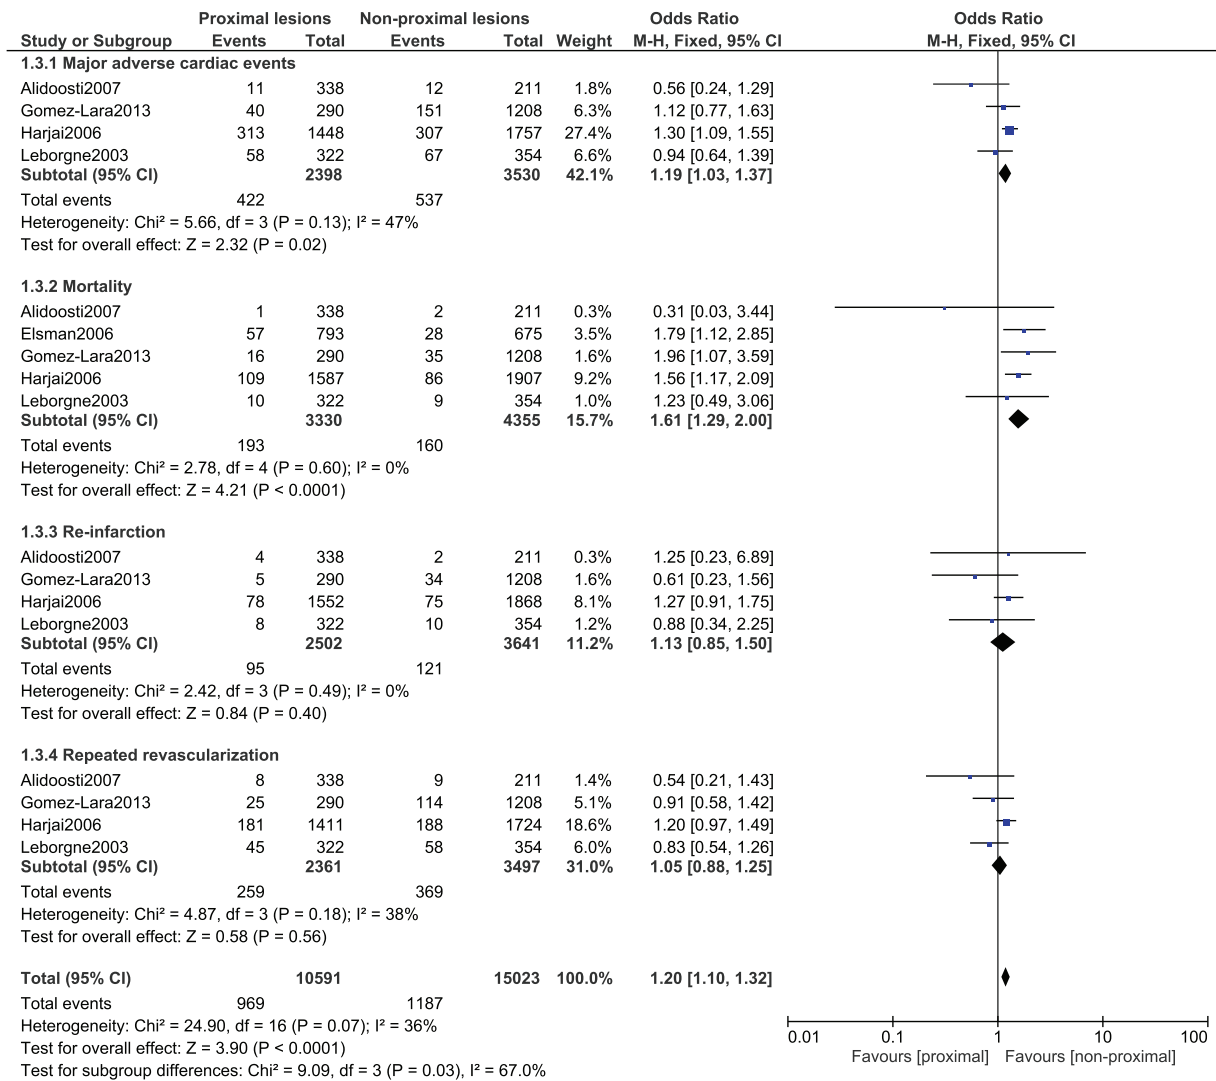 Proximal lesions Non-proximal lesions Odds Ratio Odds Ratio
Study or Subgroup Events Total Events Total Weight M-H, Fixed, 95% CI M-H, Fixed, 95% CI
1.3.1 Major adverse cardiac events
Alidoosti2007 11 338 12 211 1.8% 0.56 [0.24, 1.29]
Gomez-Lara2013 40 290 151 1208 6.3% 1.12 [0.77, 1.63]
Harjai2006 313 1448 307 1757 27.4% 1.30 [1.09, 1.55]
Leborgne2003 58 322 67 354 6.6% 0.94 [0.64, 1.39]
Subtotal (95% CI) 2398 3530 42.1% 1.19 [1.03, 1.37]
Total events 422 537
Heterogeneity: Chi² = 5.66, df = 3 (P = 0.13); I² = 47%
Test for overall effect: Z = 2.32 (P = 0.02)
1.3.2 Mortality
Alidoosti2007 1 338 2 211 0.3% 0.31 [0.03, 3.44]
Elsman2006 57 793 28 675 3.5% 1.79 [1.12, 2.85]
Gomez-Lara2013 16 290 35 1208 1.6% 1.96 [1.07, 3.59]
Harjai2006 109 1587 86 1907 9.2% 1.56 [1.17, 2.09]
Leborgne2003 10 322 9 354 1.0% 1.23 [0.49, 3.06]
Subtotal (95% CI) 3330 4355 15.7% 1.61 [1.29, 2.00]
Total events 193 160
Heterogeneity: Chi² = 2.78, df = 4 (P = 0.60); I² = 0%
Test for overall effect: Z = 4.21 (P < 0.0001)
1.3.3 Re-infarction
Alidoosti2007 4 338 2 211 0.3% 1.25 [0.23, 6.89]
Gomez-Lara2013 5 290 34 1208 1.6% 0.61 [0.23, 1.56]
Harjai2006 78 1552 75 1868 8.1% 1.27 [0.91, 1.75]
Leborgne2003 8 322 10 354 1.2% 0.88 [0.34, 2.25]
Subtotal (95% CI) 2502 3641 11.2% 1.13 [0.85, 1.50]
Total events 95 121
Heterogeneity: Chi² = 2.42, df = 3 (P = 0.49); I² = 0%
Test for overall effect: Z = 0.84 (P = 0.40)
1.3.4 Repeated revascularization
Alidoosti2007 8 338 9 211 1.4% 0.54 [0.21, 1.43]
Gomez-Lara2013 25 290 114 1208 5.1% 0.91 [0.58, 1.42]
Harjai2006 181 1411 188 1724 18.6% 1.20 [0.97, 1.49]
Leborgne2003 45 322 58 354 6.0% 0.83 [0.54, 1.26]
Subtotal (95% CI) 2361 3497 31.0% 1.05 [0.88, 1.25]
Total events 259 369
Heterogeneity: Chi² = 4.87, df = 3 (P = 0.18); I² = 38%
Test for overall effect: Z = 0.58 (P = 0.56)
Total (95% CI) 10591 15023 100.0% 1.20 [1.10, 1.32]
Total events 969 1187
Heterogeneity: Chi² = 24.90, df = 16 (P = 0.07); I² = 36%
Test for overall effect: Z = 3.90 (P < 0.0001)
Test for subgroup differences: Chi² = 9.09, df = 3 (P = 0.03), I² = 67.0%
0.01 0.1 1 10 100
Favours [proximal] Favours [non-proximal]